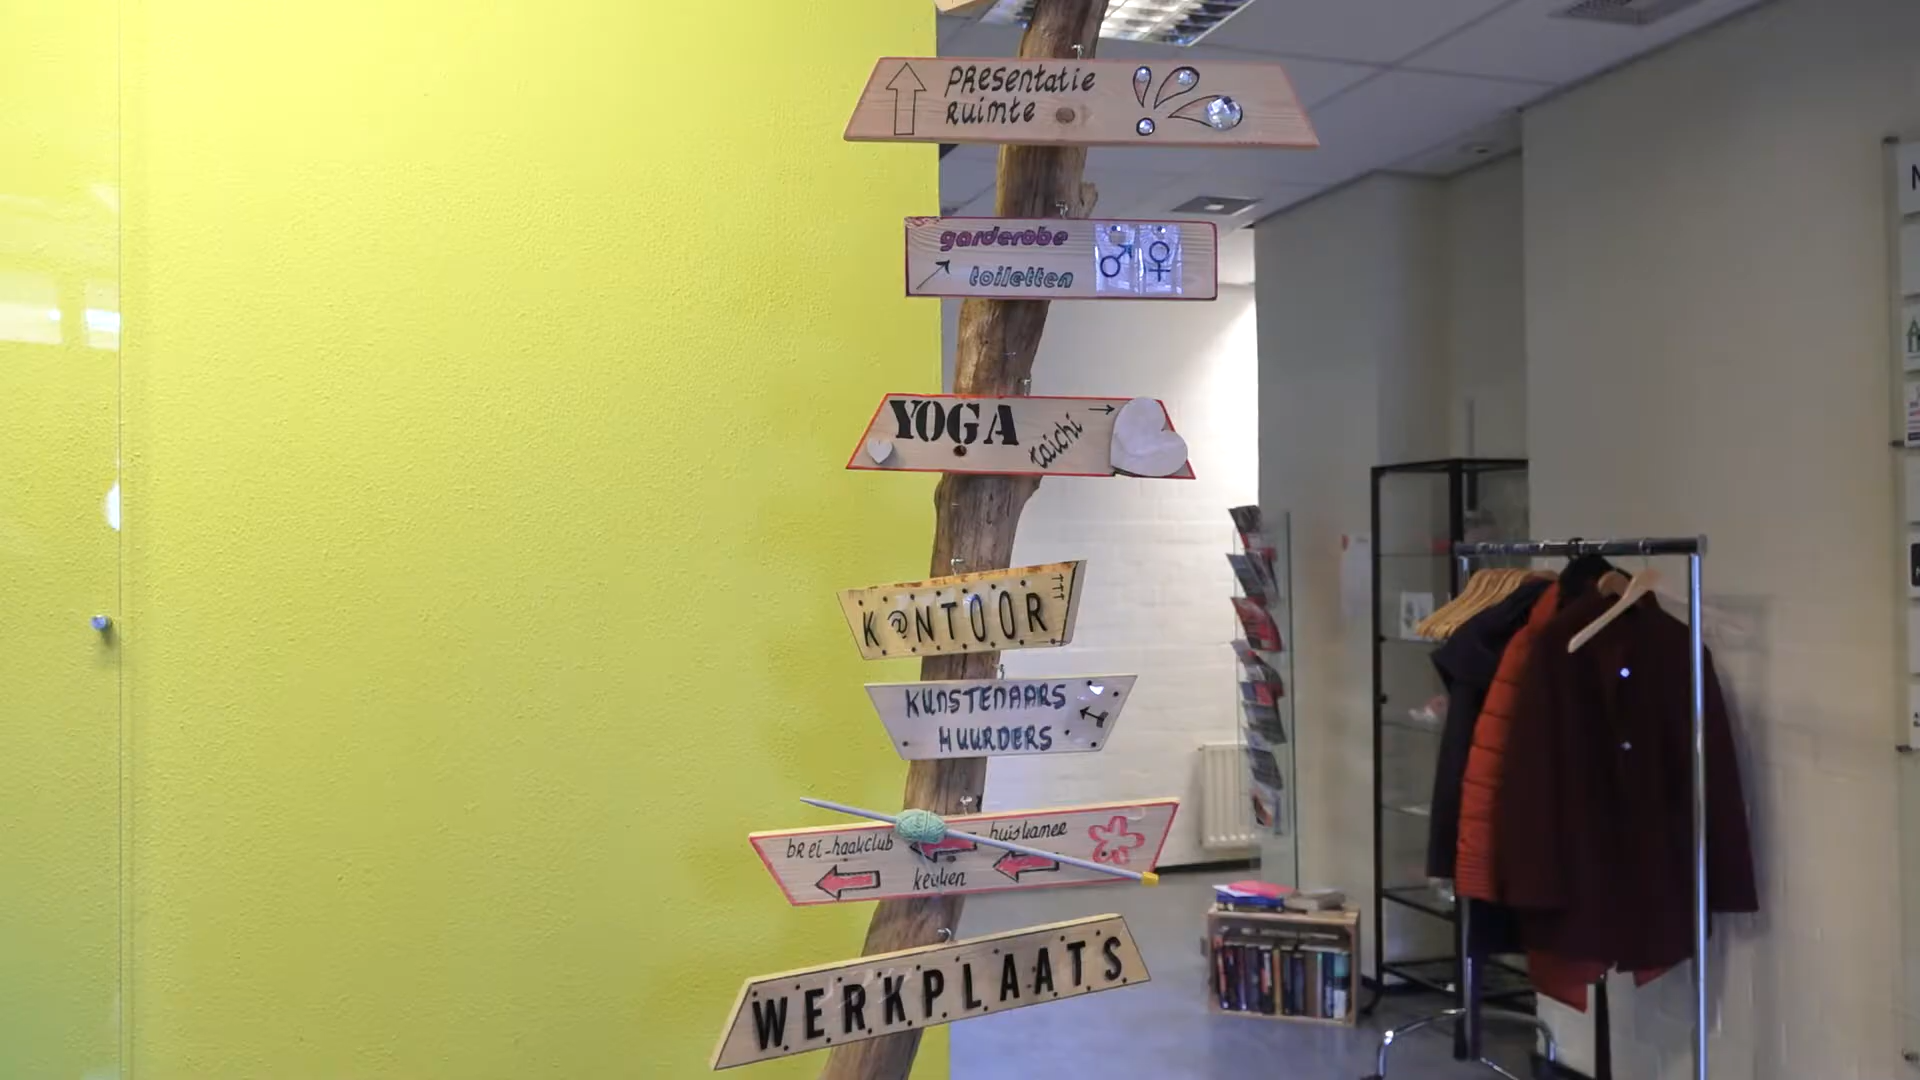 PResentatie
Ruimte
garderobe
toiletten
YOGA
taichi
K@NTOOR
KUNSTENAARS
HUURDERS
brei-haakclub
huiskamer
keuken
WERKPLAATS